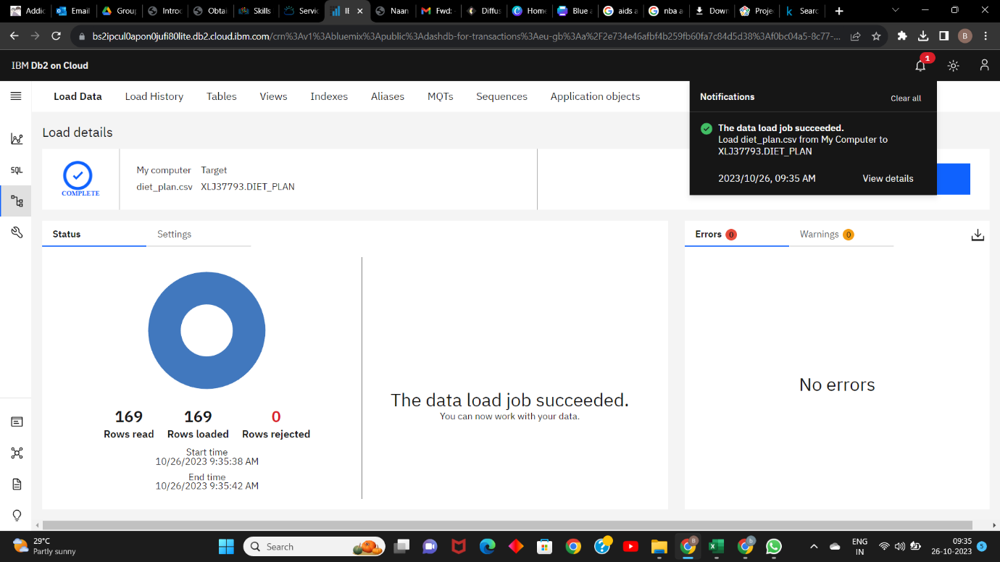 Addic
Email
Group
Introd
Obtai
Skills
Servic
Naan
Fwd:
Diffus
Home
Blue a
aids a
nba a
Down
Projec
Searc
bs2ipcul0apon0jufi80lite.db2.cloud.ibm.com/crn%3Av1%3Abluemix%3Apublic%3Adashdb-for-transactions%3Aeu-gb%3Aa%2F2e734e46afbf4b259fb60fa7c84d5d38%3Af0bc04a5-8c77-...
B
IBM Db2 on Cloud
1
Load Data Load History Tables Views Indexes Aliases MQTs Sequences Application objects
Notifications Clear all
The data load job succeeded.
Load diet_plan.csv from My Computer to
XLJ37793.DIET_PLAN
2023/10/26, 09:35 AM View details
SQL
Load details
COMPLETE
My computer Target
diet_plan.csv XLJ37793.DIET_PLAN
Status Settings
Errors 0 Warnings 0
169 169 0
Rows read Rows loaded Rows rejected
Start time
10/26/2023 9:35:38 AM
End time
10/26/2023 9:35:42 AM
The data load job succeeded.
You can now work with your data.
No errors
29°C
Partly sunny
Search
ENG
IN
09:35
26-10-2023
5